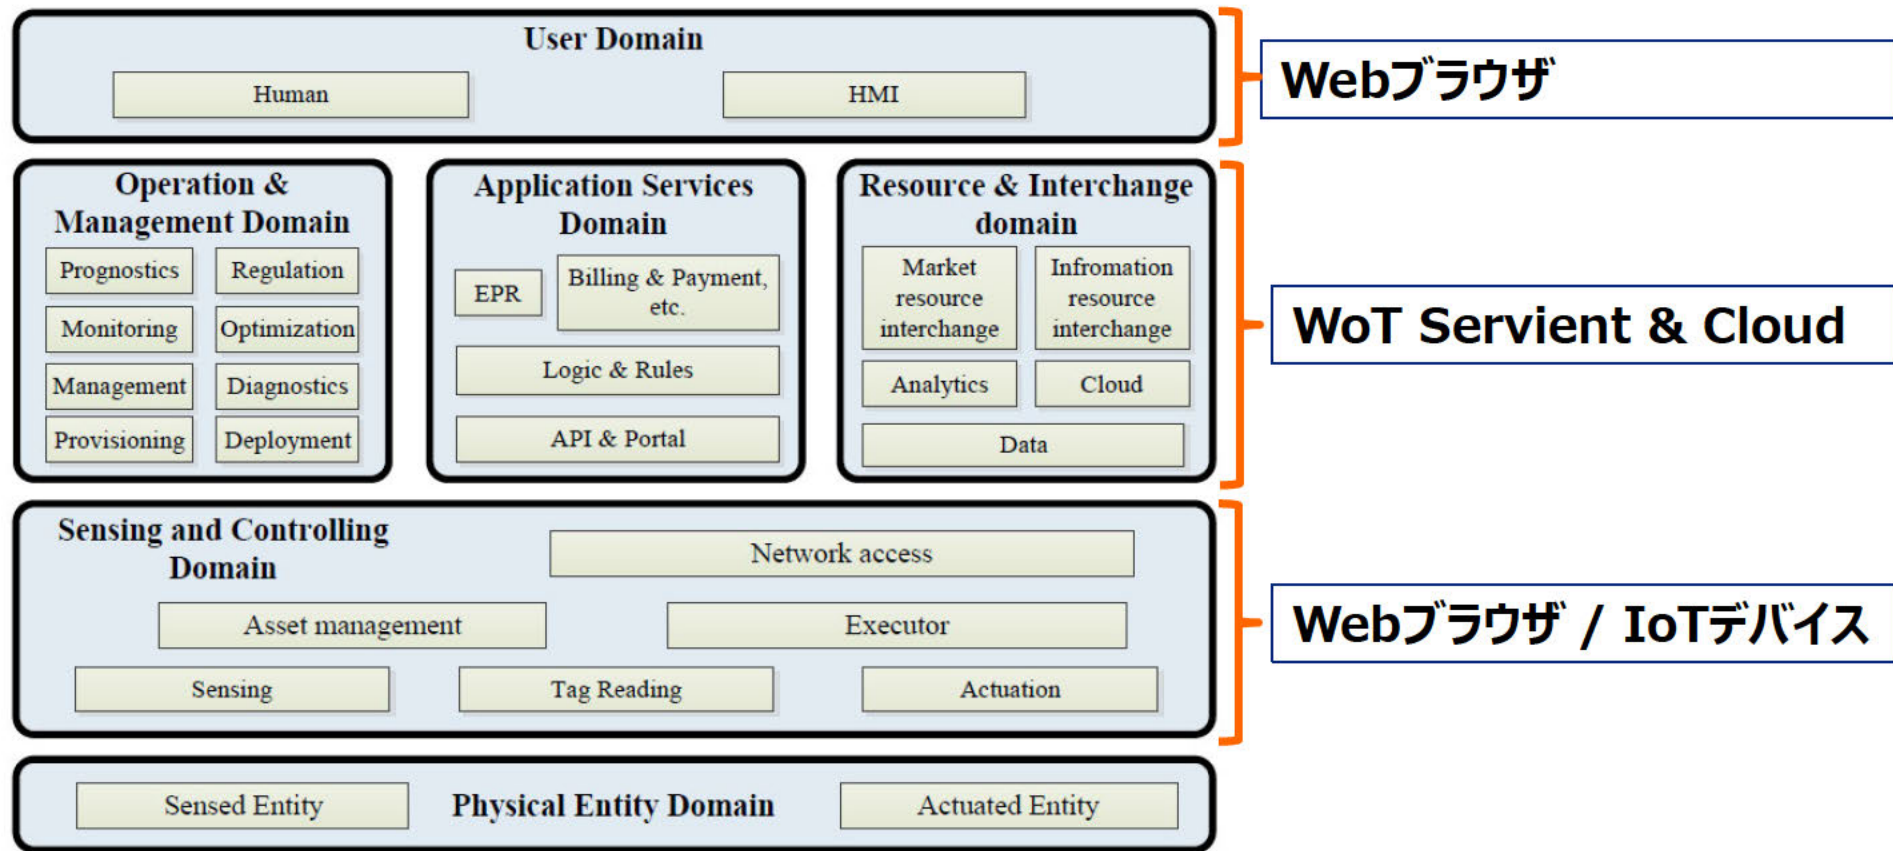 User Domain
Human
HMI
Webブラウザ
Operation &
Management Domain
Prognostics
Regulation
Monitoring
Optimization
Management
Diagnostics
Provisioning
Deployment
Application Services
Domain
EPR
Billing & Payment,
etc.
Logic & Rules
API & Portal
Resource & Interchange
domain
Market
resource
interchange
Infromation
resource
interchange
Analytics
Cloud
Data
WoT Servient & Cloud
Sensing and Controlling
Domain
Network access
Asset management
Executor
Sensing
Tag Reading
Actuation
Webブラウザ / IoTデバイス
Sensed Entity
Physical Entity Domain
Actuated Entity